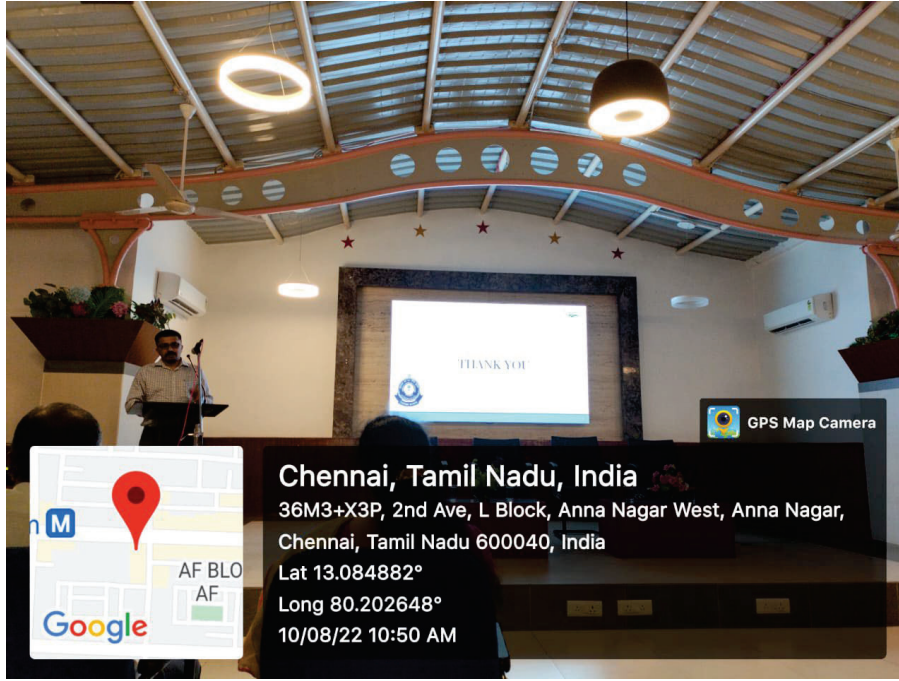 THANK YOU
GPS Map Camera
Chennai, Tamil Nadu, India
36M3+X3P, 2nd Ave, L Block, Anna Nagar West, Anna Nagar,
Chennai, Tamil Nadu 600040, India
Lat 13.084882°
Long 80.202648°
10/08/22 10:50 AM
M
AF BLO
AF
Google